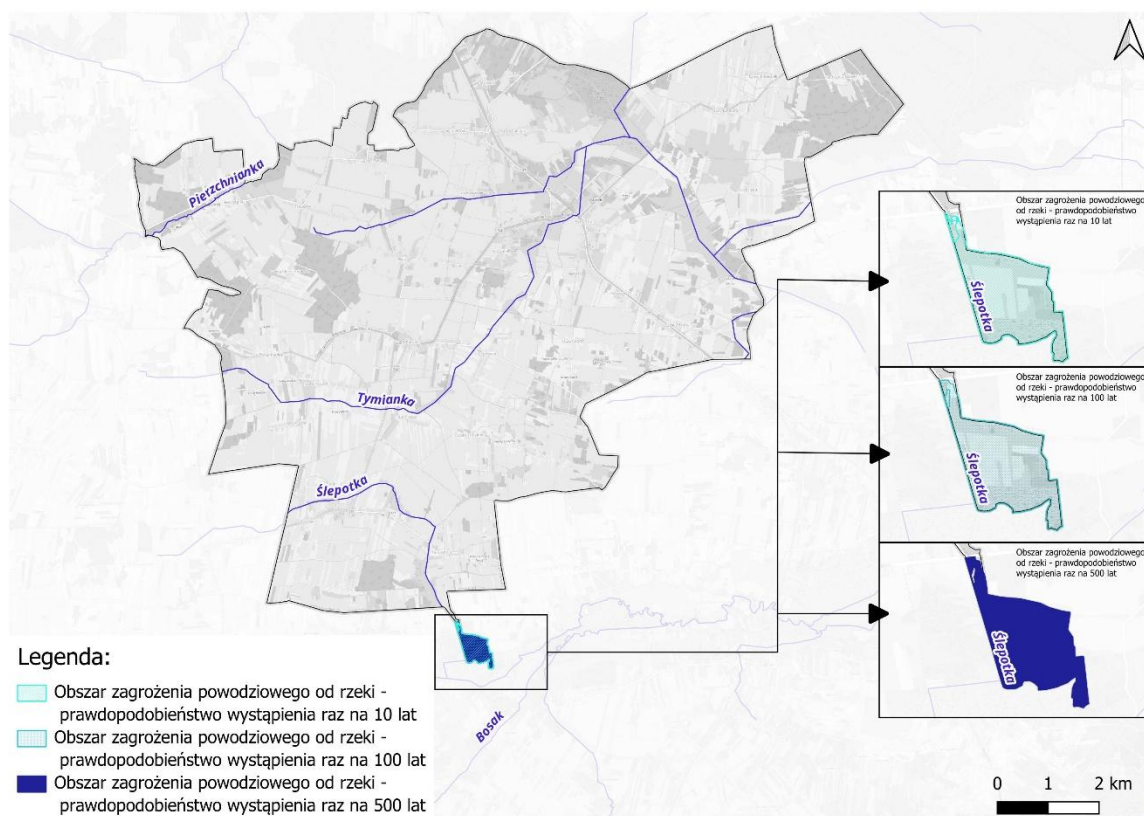 Pierzchnianka
Obszar zagrożenia powodziowego
od rzeki - prawdopodobieństwo
wystąpienia raz na 10 lat
Ślepotka
Obszar zagrożenia powodziowego
od rzeki - prawdopodobieństwo
wystąpienia raz na 100 lat
Tymianka
Ślepotka
Ślepotka
Obszar zagrożenia powodziowego
od rzeki - prawdopodobieństwo
wystąpienia raz na 500 lat
Ślepotka
Bosak
Legenda:
Obszar zagrożenia powodziowego od rzeki -
prawdopodobieństwo wystąpienia raz na 10 lat
Obszar zagrożenia powodziowego od rzeki -
prawdopodobieństwo wystąpienia raz na 100 lat
Obszar zagrożenia powodziowego od rzeki -
prawdopodobieństwo wystąpienia raz na 500 lat
0 1 2 km